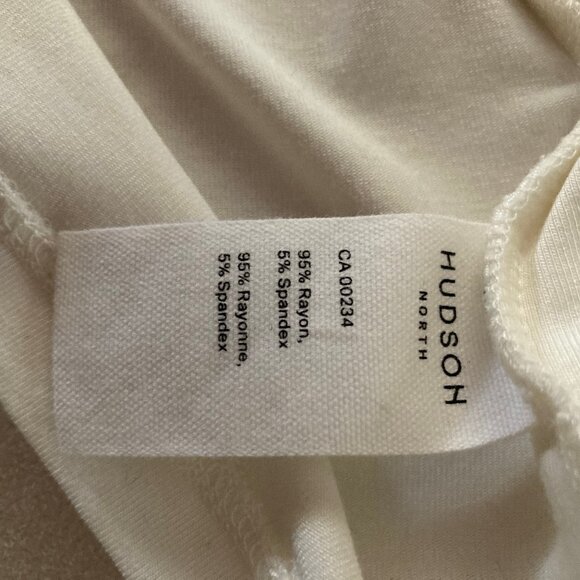 HUDSON
NORTH
CA 00234
95% Rayon,
5% Spandex
95% Rayonne,
5% Spandex